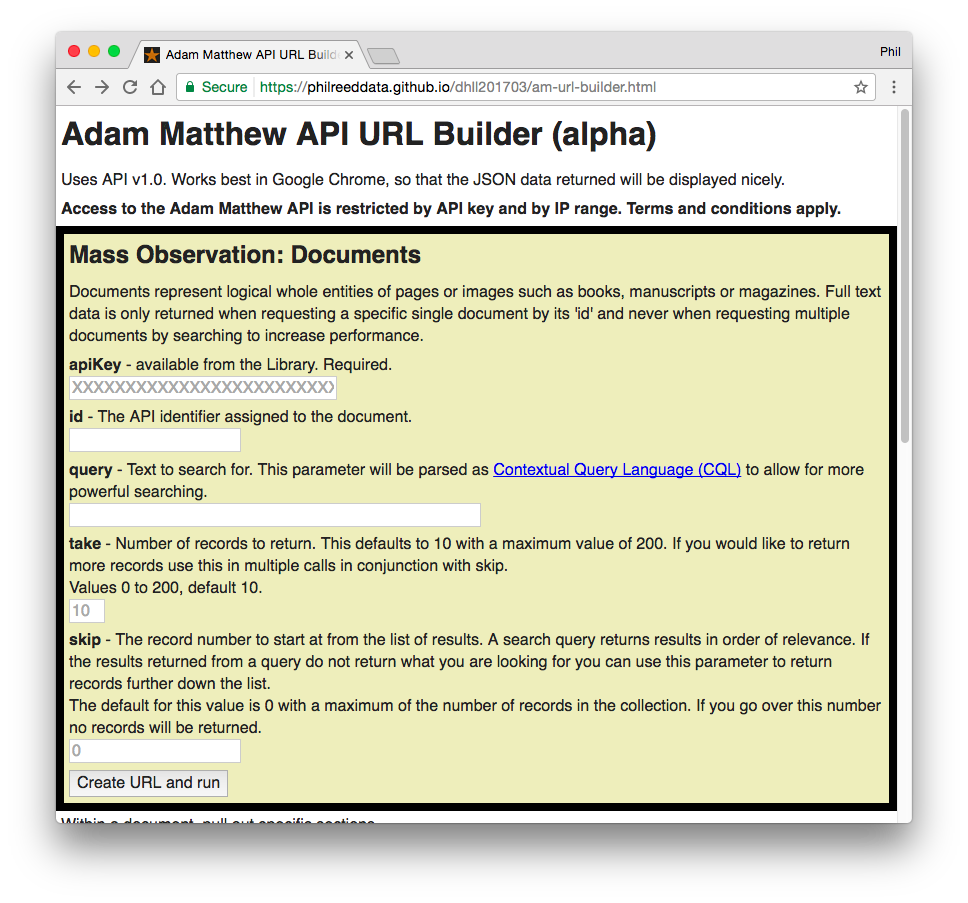 Adam Matthew API URL Build
Phil
Secure https://philreeddata.github.io/dhll201703/am-url-builder.html
Adam Matthew API URL Builder (alpha)
Uses API v1.0. Works best in Google Chrome, so that the JSON data returned will be displayed nicely.
Access to the Adam Matthew API is restricted by API key and by IP range. Terms and conditions apply.
Mass Observation: Documents
Documents represent logical whole entities of pages or images such as books, manuscripts or magazines. Full text
data is only returned when requesting a specific single document by its 'id' and never when requesting multiple
documents by searching to increase performance.
apiKey - available from the Library. Required.
XXXXXXXXXXXXXXXXXXXXXXXX
id - The API identifier assigned to the document.
query - Text to search for. This parameter will be parsed as Contextual Query Language (CQL) to allow for more
powerful searching.
take - Number of records to return. This defaults to 10 with a maximum value of 200. If you would like to return
more records use this in multiple calls in conjunction with skip.
Values 0 to 200, default 10.
10
skip - The record number to start at from the list of results. A search query returns results in order of relevance. If
the results returned from a query do not return what you are looking for you can use this parameter to return
records further down the list.
The default for this value is 0 with a maximum of the number of records in the collection. If you go over this number
no records will be returned.
0
Create URL and run
Within a document, pull out specific sections